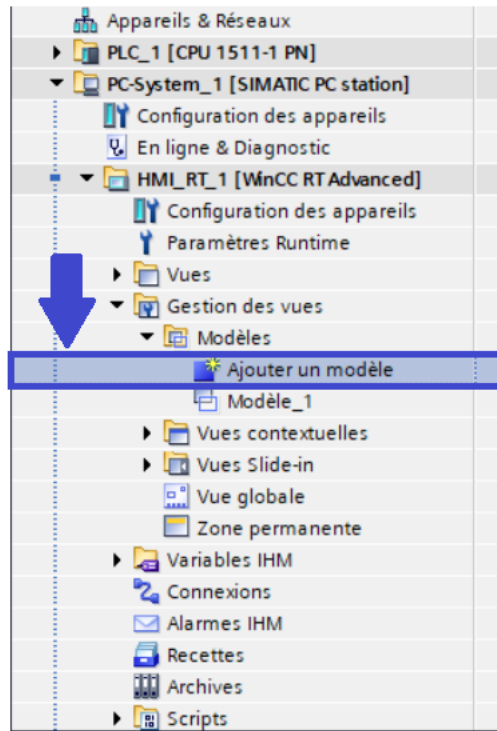 Appareils & Réseaux
PLC_1 [CPU 1511-1 PN]
PC-System_1 [SIMATIC PC station]
Configuration des appareils
En ligne & Diagnostic
HMI_RT_1 [WinCC RT Advanced]
Configuration des appareils
Paramètres Runtime
Vues
Gestion des vues
Modèles
Ajouter un modèle
Modèle_1
Vues contextuelles
Vues Slide-in
Vue globale
Zone permanente
Variables IHM
Connexions
Alarmes IHM
Recettes
Archives
Scripts